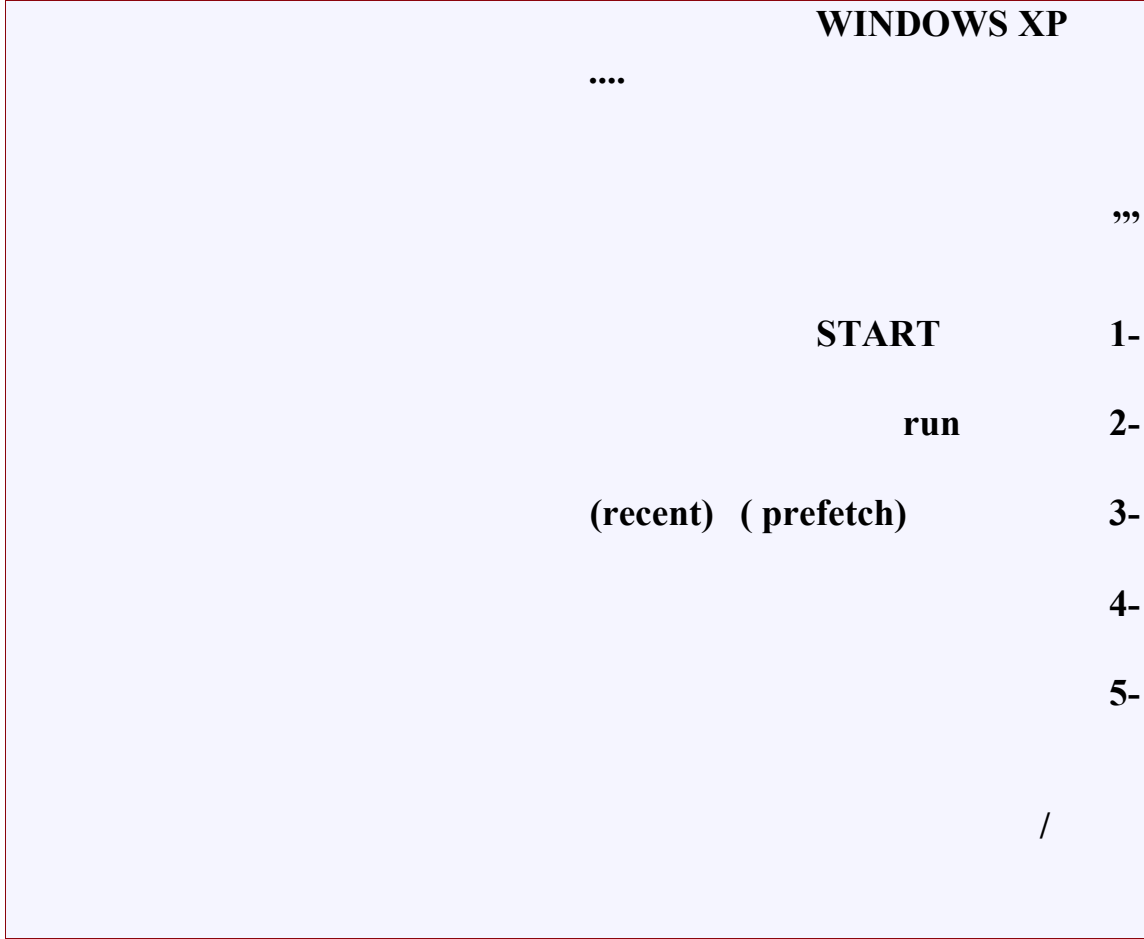 WINDOWS XP
....
,,,
1- START
2- run
3- ( prefetch) (recent)
4-
5-
/